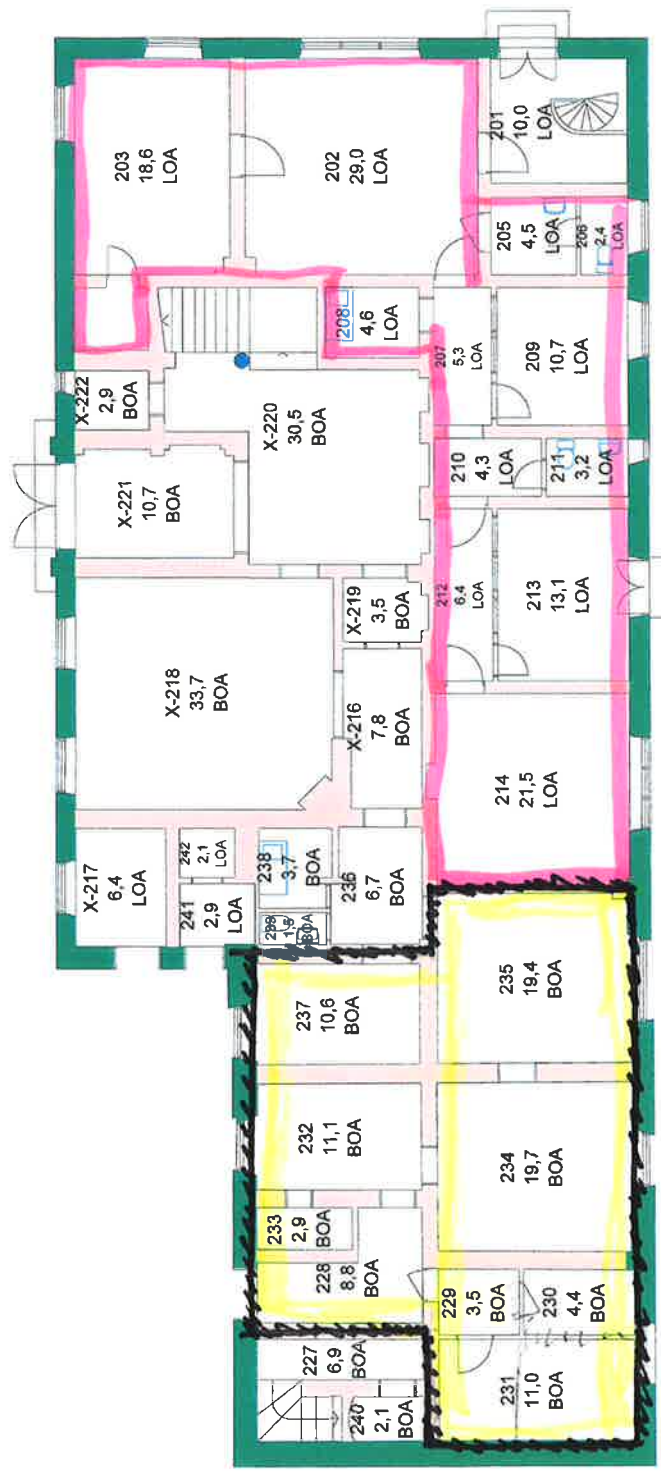 203
18,6
LOA
202
29,0
LOA
201
10,0
LOA
205
4,5
LOA
206
2,4
LOA
208
4,6
LOA
207
5,3
LOA
209
10,7
LOA
X-222
2,9
BOA
X-221
10,7
BOA
X-220
30,5
BOA
210
4,3
LOA
211
3,2
LOA
X-219
3,5
BOA
212
6,4
LOA
213
13,1
LOA
X-218
33,7
BOA
X-216
7,8
BOA
214
21,5
LOA
X-217
6,4
LOA
242
2,1
LOA
241
2,9
LOA
238
3,7
BOA
239
1,5
BOA
236
6,7
BOA
237
10,6
BOA
235
19,4
BOA
232
11,1
BOA
234
19,7
BOA
233
2,9
BOA
228
8,8
BOA
229
3,5
BOA
230
4,4
BOA
227
6,9
BOA
240
2,1
BOA
231
11,0
BOA